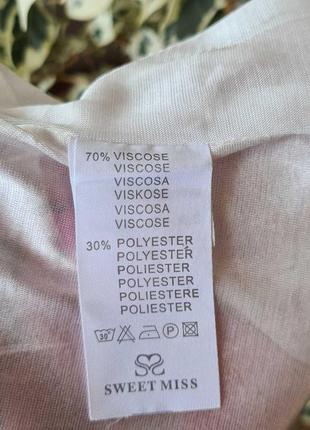 70% VISCOSE
VISCOSE
VISCOSA
VISKOSE
VISCOSA
VISCOSE
30% POLYESTER
POLYESTER
POLIESTER
POLYESTER
POLIESTERE
POLIESTER
30°
P
SWEET MISS